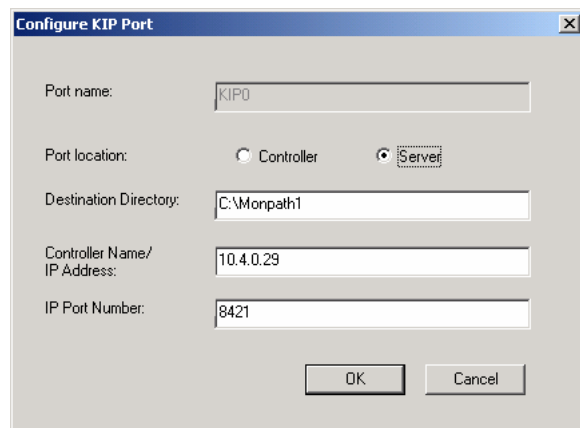 Configure KIP Port
Port name:
KIP0
Port location:
Controller
Server
Destination Directory:
C:\Monpath1
Controller Name/
IP Address:
10.4.0.29
IP Port Number:
8421
OK
Cancel